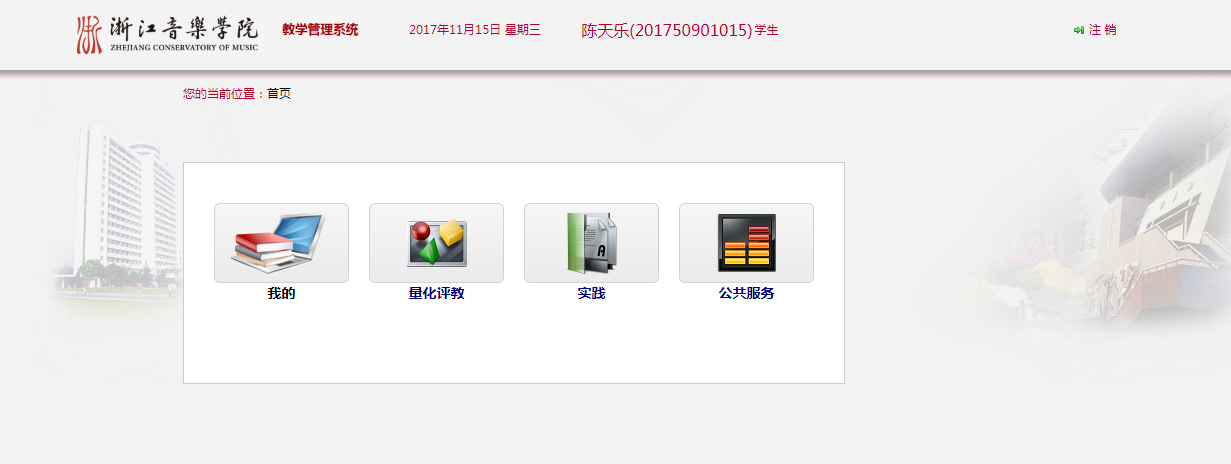 浙江音樂學院
ZHEJIANG CONSERVATORY OF MUSIC
教学管理系统
2017年11月15日 星期三
陈天乐(201750901015) 学生
注 销
您的当前位置：首页
A
我的
量化评教
实践
公共服务